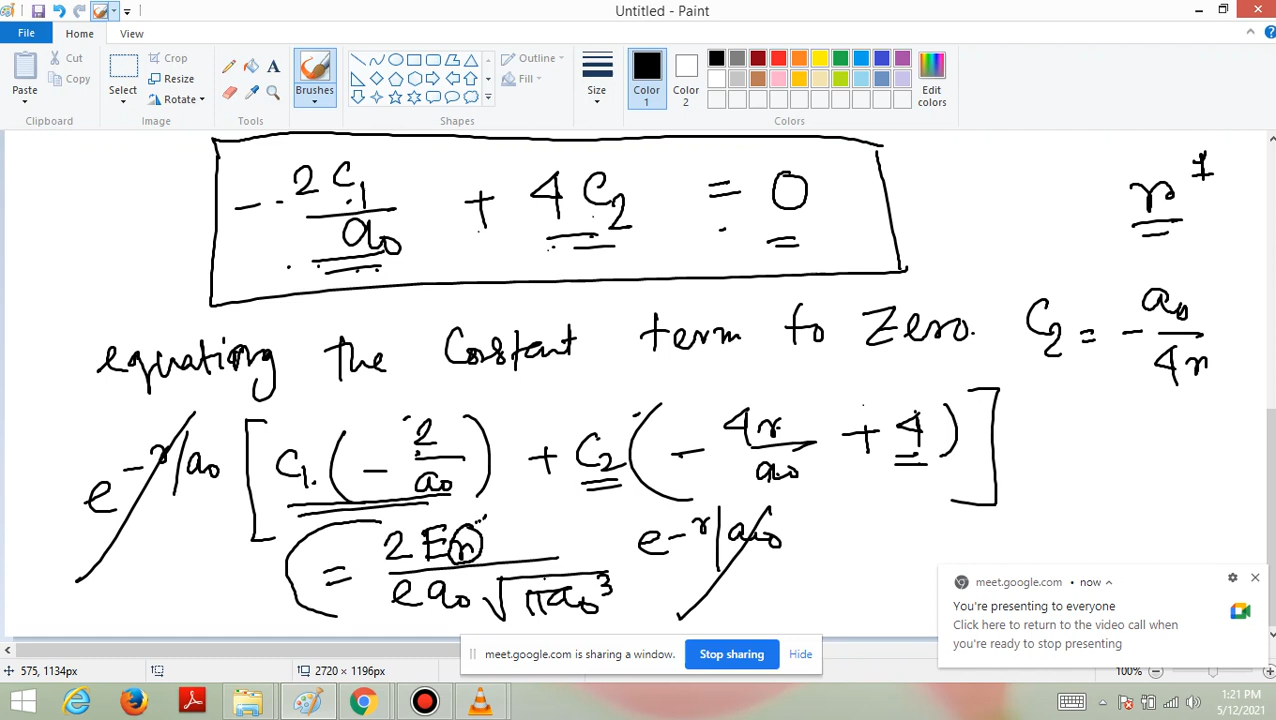 Untitled - Paint
File Home View
Paste Cut Copy Clipboard
Select Crop Resize Rotate Image
Tools
Brushes
Outline Fill Shapes
Size
Color 1 Color 2
Edit colors
Colors
- 2C₁/a₀ + 4C₂ = 0
r¹
equating the Constant term to Zero. C₂ = - a₀/4r
e^-r/a₀ [C₁(-2/a₀) + C₂(-4r/a₀ + 4)]
= 2Er/(ea₀√πa₀³) e^-r/a₀
meet.google.com • now
You're presenting to everyone
Click here to return to the video call when
you're ready to stop presenting
meet.google.com is sharing a window. Stop sharing Hide
575, 1134px 2720 × 1196px 100%
1:21 PM
5/12/2021